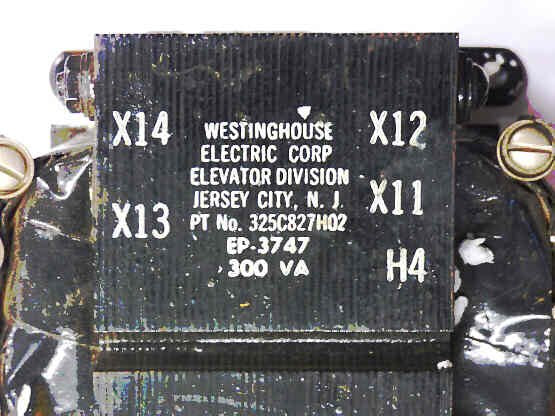 X14
X12
WESTINGHOUSE
ELECTRIC CORP
ELEVATOR DIVISION
JERSEY CITY, N. J.
X11
X13
PT No. 325C827H02
EP-3747
300 VA
H4